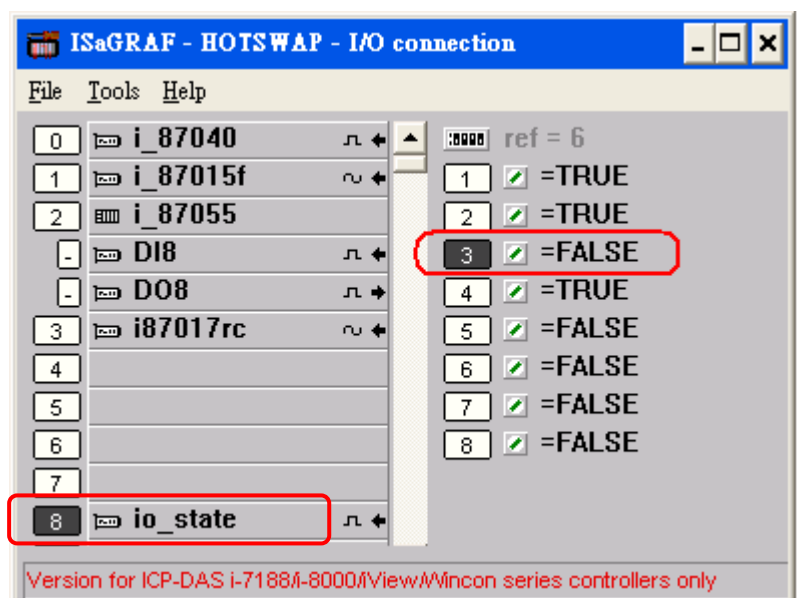 ISaGRAF - HOTSWAP - I/O connection
File Tools Help
0 i_87040
1 i_87015f
2 i_87055
- DI8
- DO8
3 i87017rc
4
5
6
7
8 io_state
ref = 6
1 =TRUE
2 =TRUE
3 =FALSE
4 =TRUE
5 =FALSE
6 =FALSE
7 =FALSE
8 =FALSE
Version for ICP-DAS i-7188/i-8000/iView/Wincon series controllers only